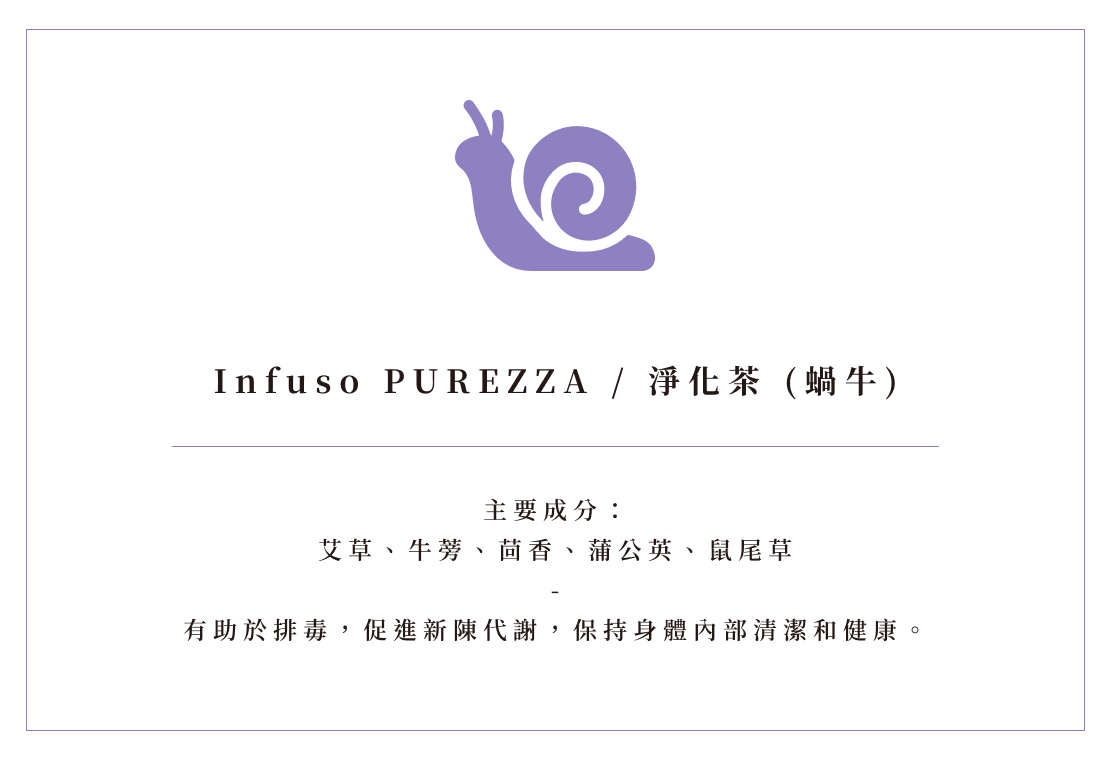 Infuso PUREZZA / 淨化茶 (蝸牛)
主要成分：
艾草、牛蒡、茴香、蒲公英、鼠尾草
-
有助於排毒，促進新陳代謝，保持身體內部清潔和健康。